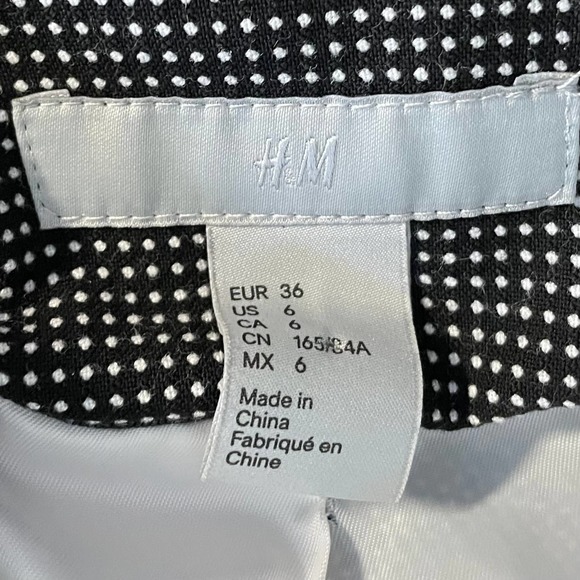 H&M
EUR 36
US 6
CA 6
CN 165/84A
MX 6
Made in
China
Fabriqué en
Chine